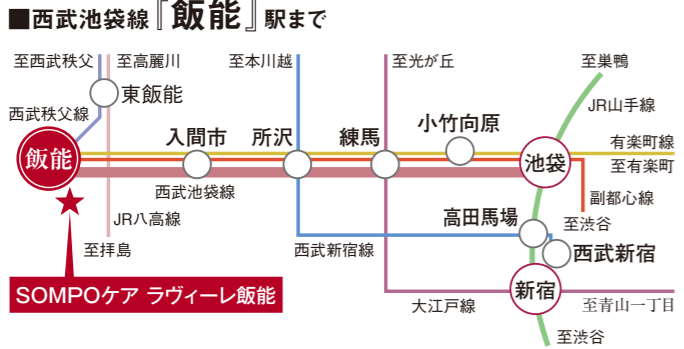 ■西武池袋線『飯能』駅まで
至西武秩父
至高麗川
至本川越
至光が丘
至巣鴨
東飯能
JR山手線
西武秩父線
小竹向原
入間市
所沢
練馬
有楽町線
飯能
池袋
至有楽町
西武池袋線
副都心線
JR八高線
高田馬場
至渋谷
至拝島
西武新宿線
西武新宿
SOMPOケア ラヴィーレ飯能
新宿
大江戸線
至青山一丁目
至渋谷